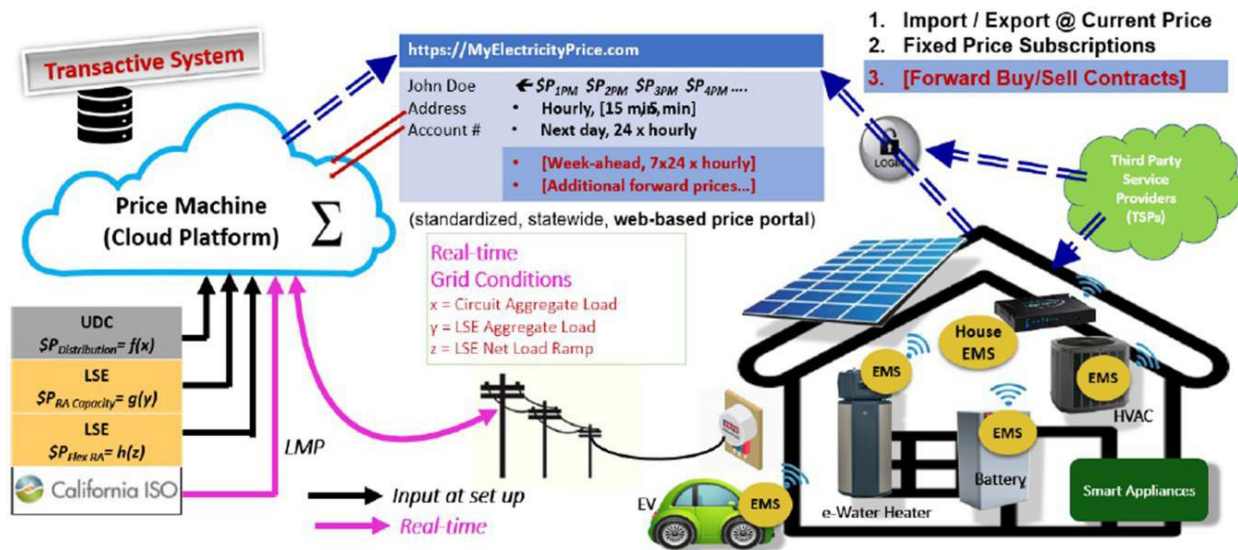 Transactive System
Price Machine
(Cloud Platform)
Σ
https://MyElectricityPrice.com
John Doe
Address
Account #
←$P1PM $P2PM $P3PM $P4PM ....
• Hourly, [15 min, 5 min]
• Next day, 24 x hourly
• [Week-ahead, 7x24 x hourly]
• [Additional forward prices…]
(standardized, statewide, web-based price portal)
1. Import / Export @ Current Price
2. Fixed Price Subscriptions
3. [Forward Buy/Sell Contracts]
LOGIN
Third Party
Service
Providers
(TSPs)
Real-time
Grid Conditions
x = Circuit Aggregate Load
y = LSE Aggregate Load
z = LSE Net Load Ramp
UDC
$PDistribution= f(x)
LSE
$PRA Capacity= g(y)
LSE
$PFlex RA= h(z)
California ISO
LMP
Input at set up
Real-time
House
EMS
EMS
EMS
HVAC
EMS
Battery
e-Water Heater
EV
EMS
Smart Appliances